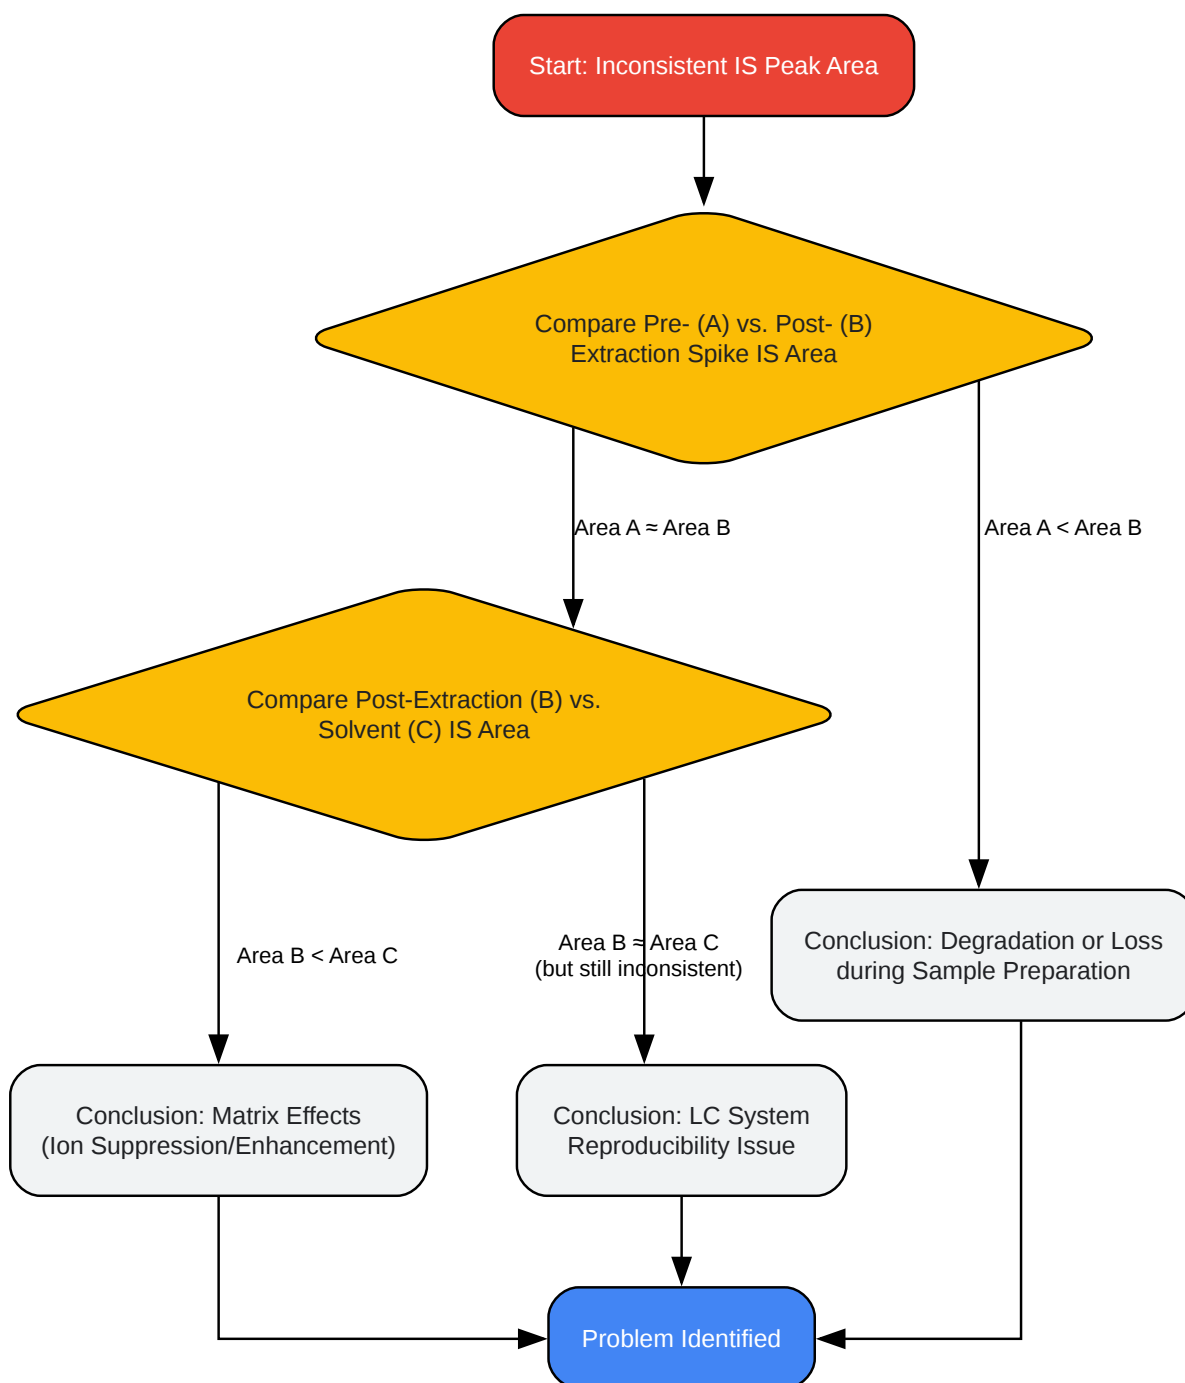 Start: Inconsistent IS Peak Area
Compare Pre- (A) vs. Post- (B)
Extraction Spike IS Area
Area A ≈ Area B
Area A < Area B
Compare Post-Extraction (B) vs.
Solvent (C) IS Area
Area B < Area C
Area B ≈ Area C
(but still inconsistent)
Conclusion: Degradation or Loss
during Sample Preparation
Conclusion: Matrix Effects
(Ion Suppression/Enhancement)
Conclusion: LC System
Reproducibility Issue
Problem Identified